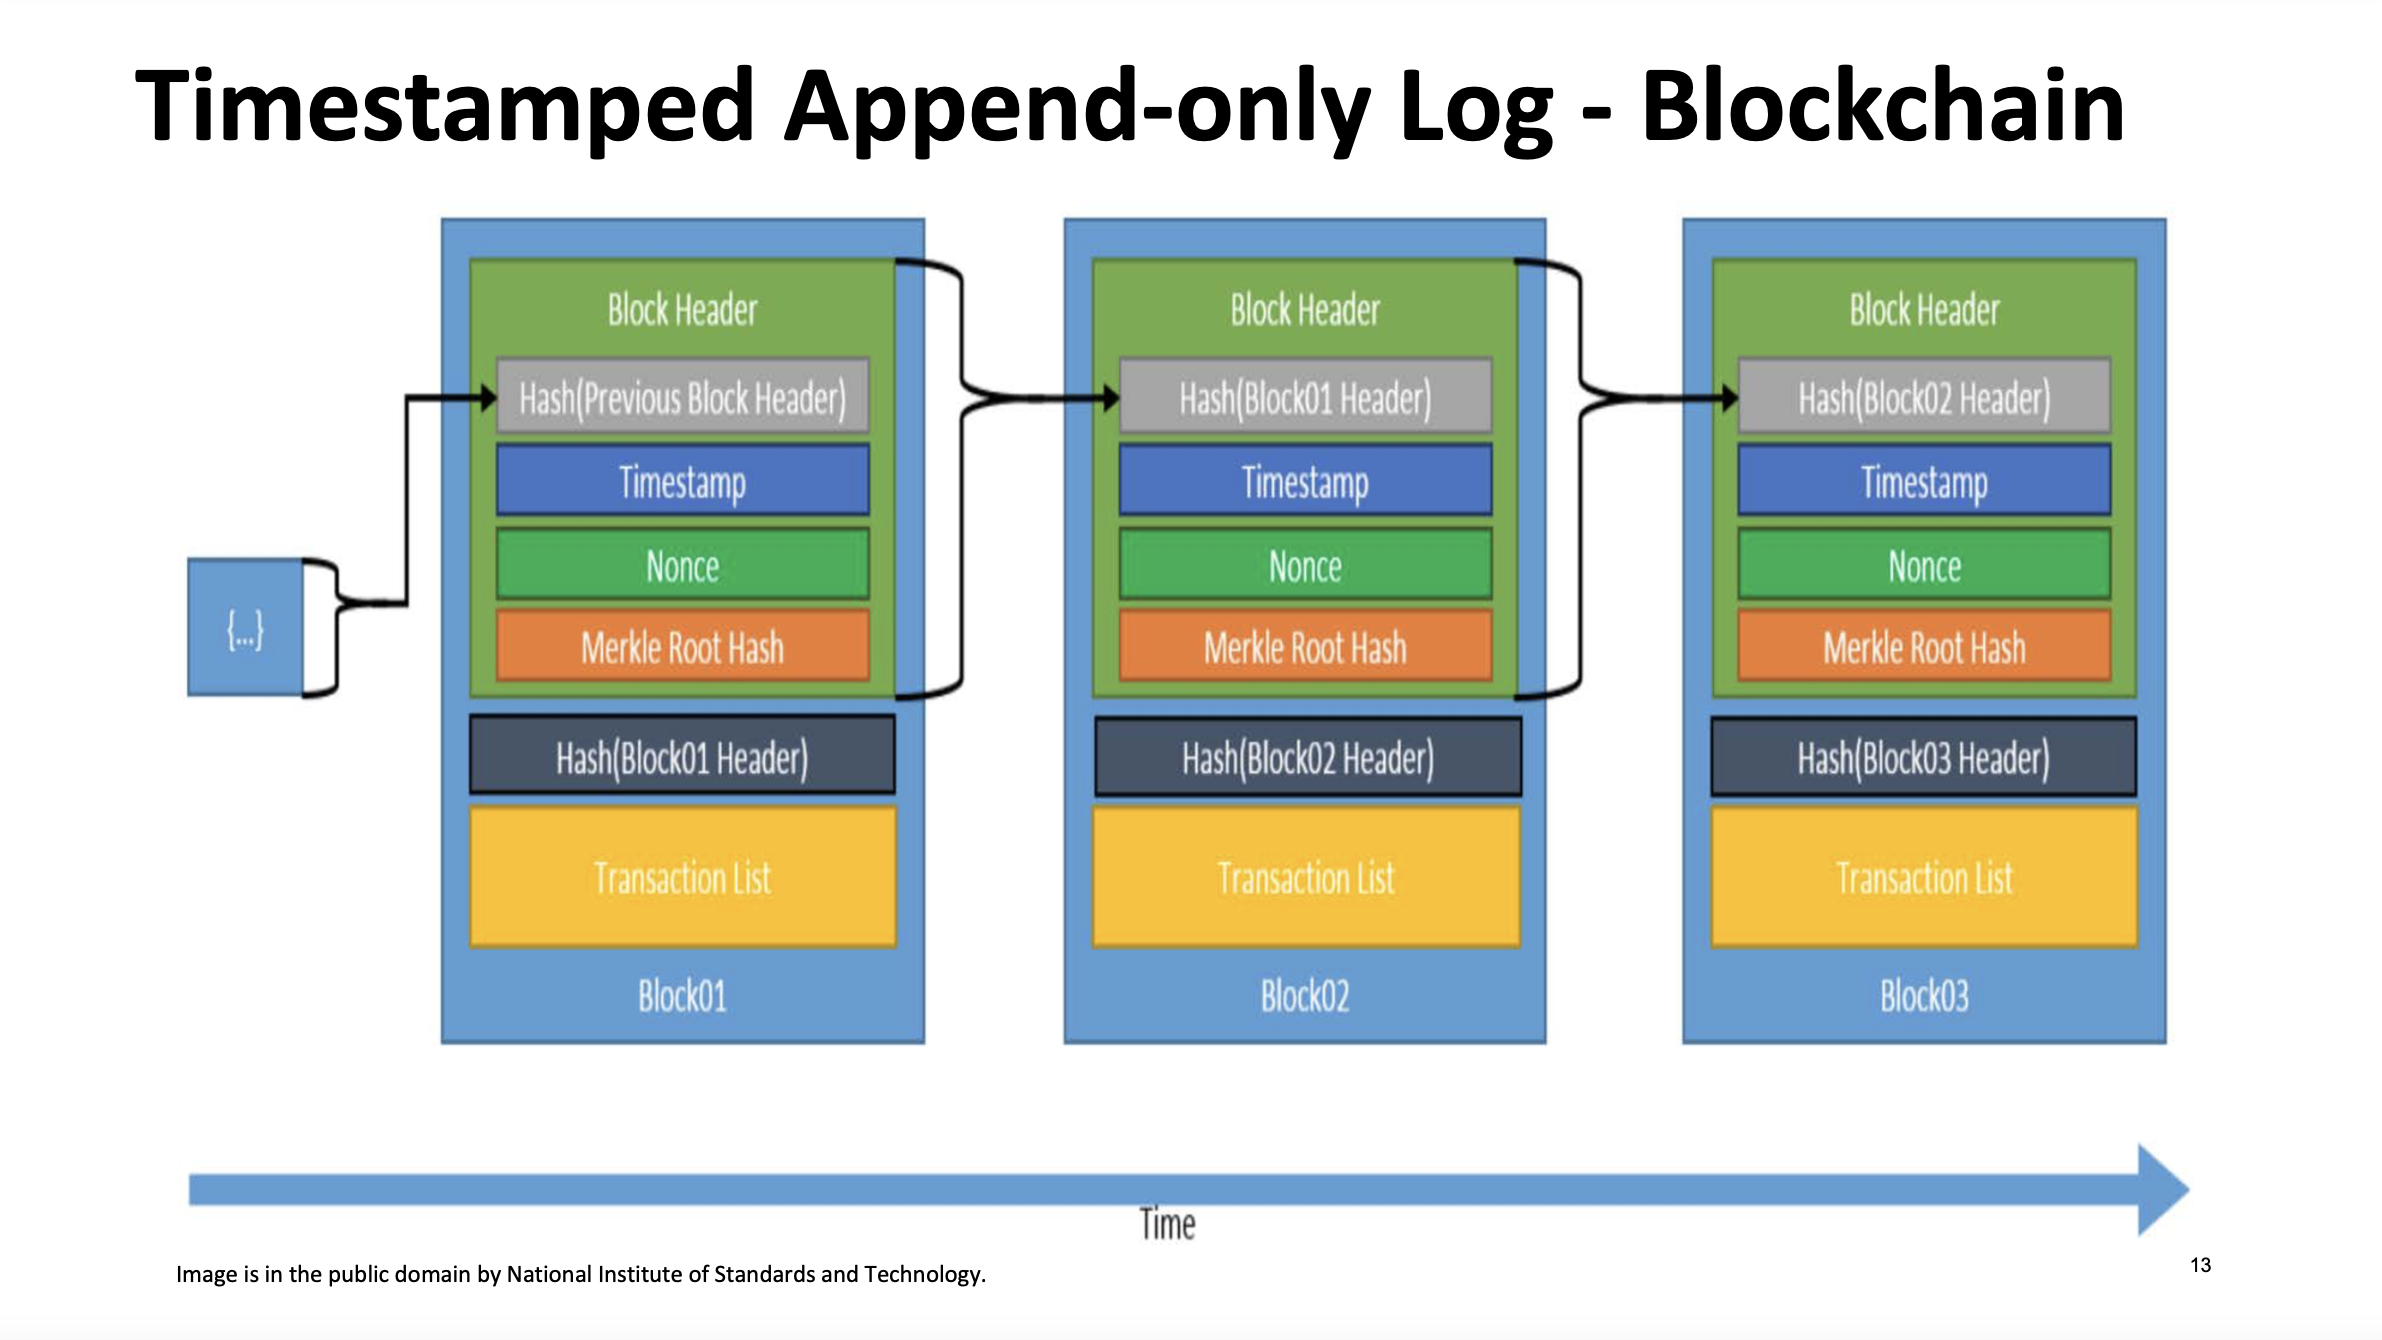 Timestamped Append-only Log - Blockchain
{...}
Block Header
Hash(Previous Block Header)
Timestamp
Nonce
Merkle Root Hash
Hash(Block01 Header)
Transaction List
Block01
Block Header
Hash(Block01 Header)
Timestamp
Nonce
Merkle Root Hash
Hash(Block02 Header)
Transaction List
Block02
Block Header
Hash(Block02 Header)
Timestamp
Nonce
Merkle Root Hash
Hash(Block03 Header)
Transaction List
Block03
Time
Image is in the public domain by National Institute of Standards and Technology.
13